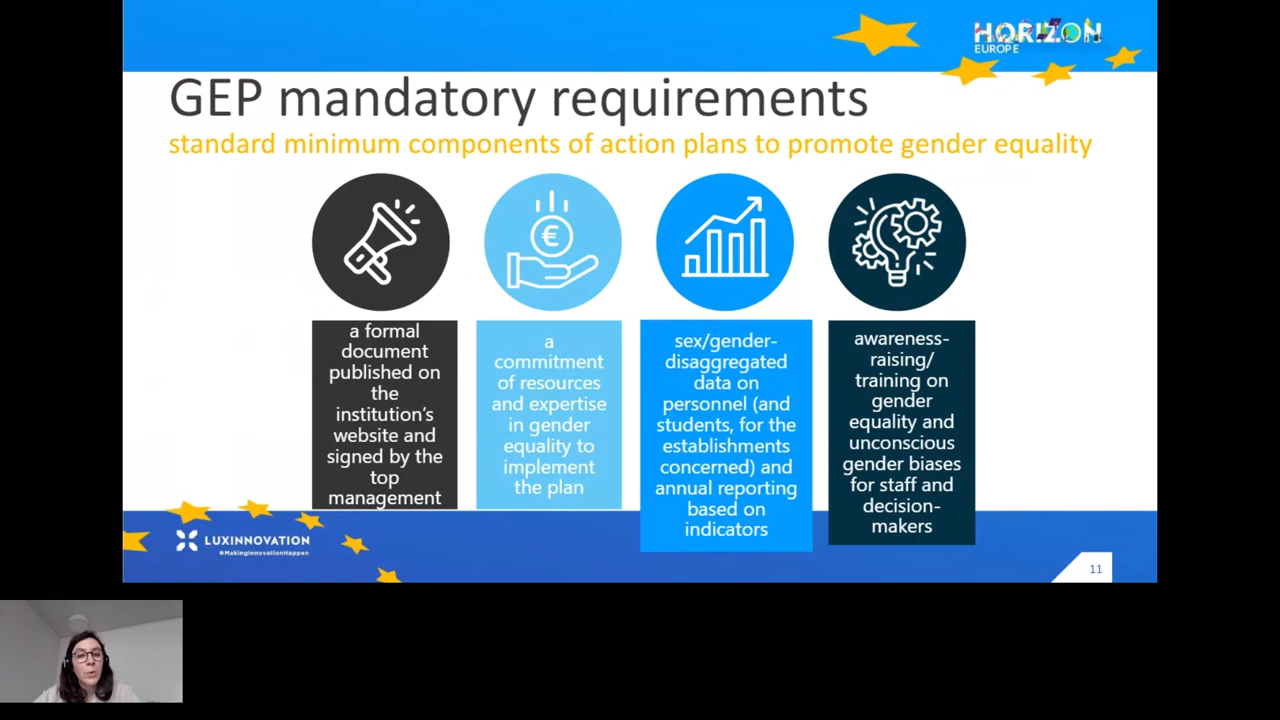 HORIZON
EUROPE
GEP mandatory requirements
standard minimum components of action plans to promote gender equality
€
a formal
document
published on
the
institution's
website and
signed by the
top
management
a
commitment
of resources
and expertise
in gender
equality to
implement
the plan
sex/gender-
disaggregated
data on
personnel (and
students, for the
establishments
concerned) and
annual reporting
based on
indicators
awareness-
raising/
training on
gender
equality and
unconscious
gender biases
for staff and
decision-
makers
LUXINNOVATION
#MakingInnovationHappen
11